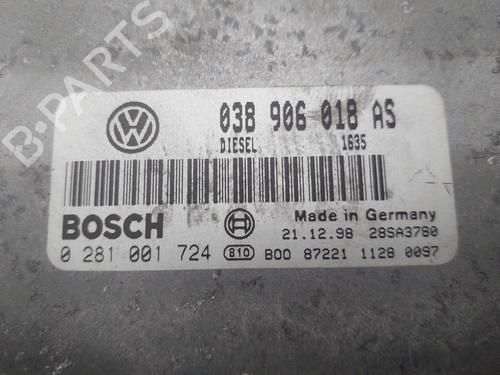 038 906 018 AS
DIESEL 1635
BOSCH
Made in Germany
21.12.98 28SA3780
0 281 001 724 810 B00 87221 1128 0097
B-PARTS